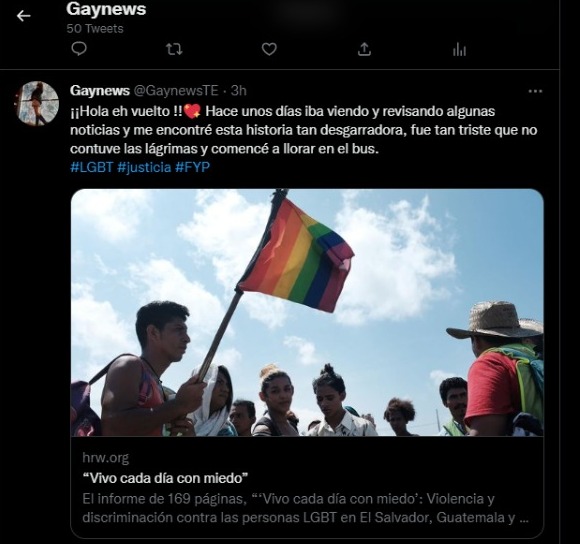 Gaynews
50 Tweets
Gaynews @GaynewsTE · 3h
¡¡Hola eh vuelto !!💖 Hace unos días iba viendo y revisando algunas
noticias y me encontré esta historia tan desgarradora, fue tan triste que no
contuve las lágrimas y comencé a llorar en el bus.
#LGBT #justicia #FYP
hrw.org
“Vivo cada día con miedo”
El informe de 169 páginas, “‘Vivo cada día con miedo’: Violencia y
discriminación contra las personas LGBT en El Salvador, Guatemala y ...